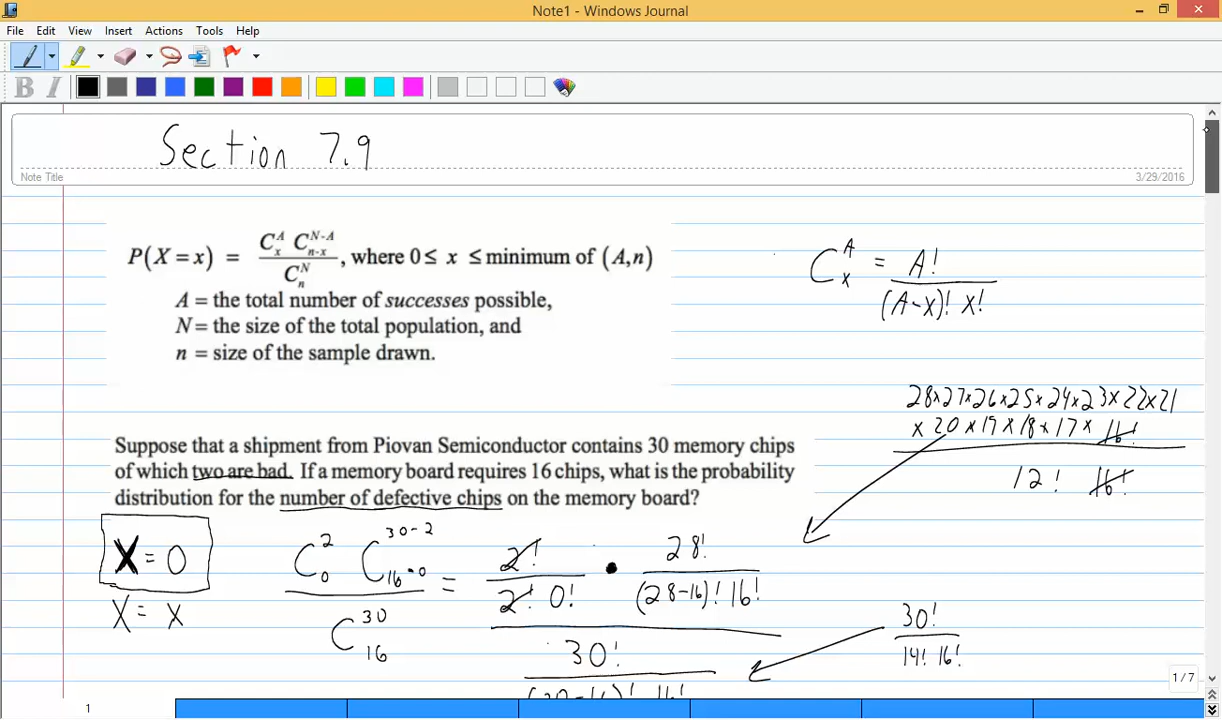 Note1 - Windows Journal
File Edit View Insert Actions Tools Help
B I
Section 7.9
Note Title
3/29/2016
P(X = x) = C_x^A C_{n-x}^{N-A} / C_n^N , where 0 ≤ x ≤ minimum of (A,n)
A = the total number of successes possible,
N = the size of the total population, and
n = size of the sample drawn.
C_x^A = A! / (A-x)! x!
28×27×26×25×24×23×22×21
×20×19×18×17×16!
12! 16!
Suppose that a shipment from Piovan Semiconductor contains 30 memory chips
of which two are bad. If a memory board requires 16 chips, what is the probability
distribution for the number of defective chips on the memory board?
X = 0
X = x
C_0^2 C_{16-0}^{30-2} / C_16^30 = 2! / 2! 0! • 28! / (28-16)! 16!
30!
30! / 14! 16!
1 / 7
1